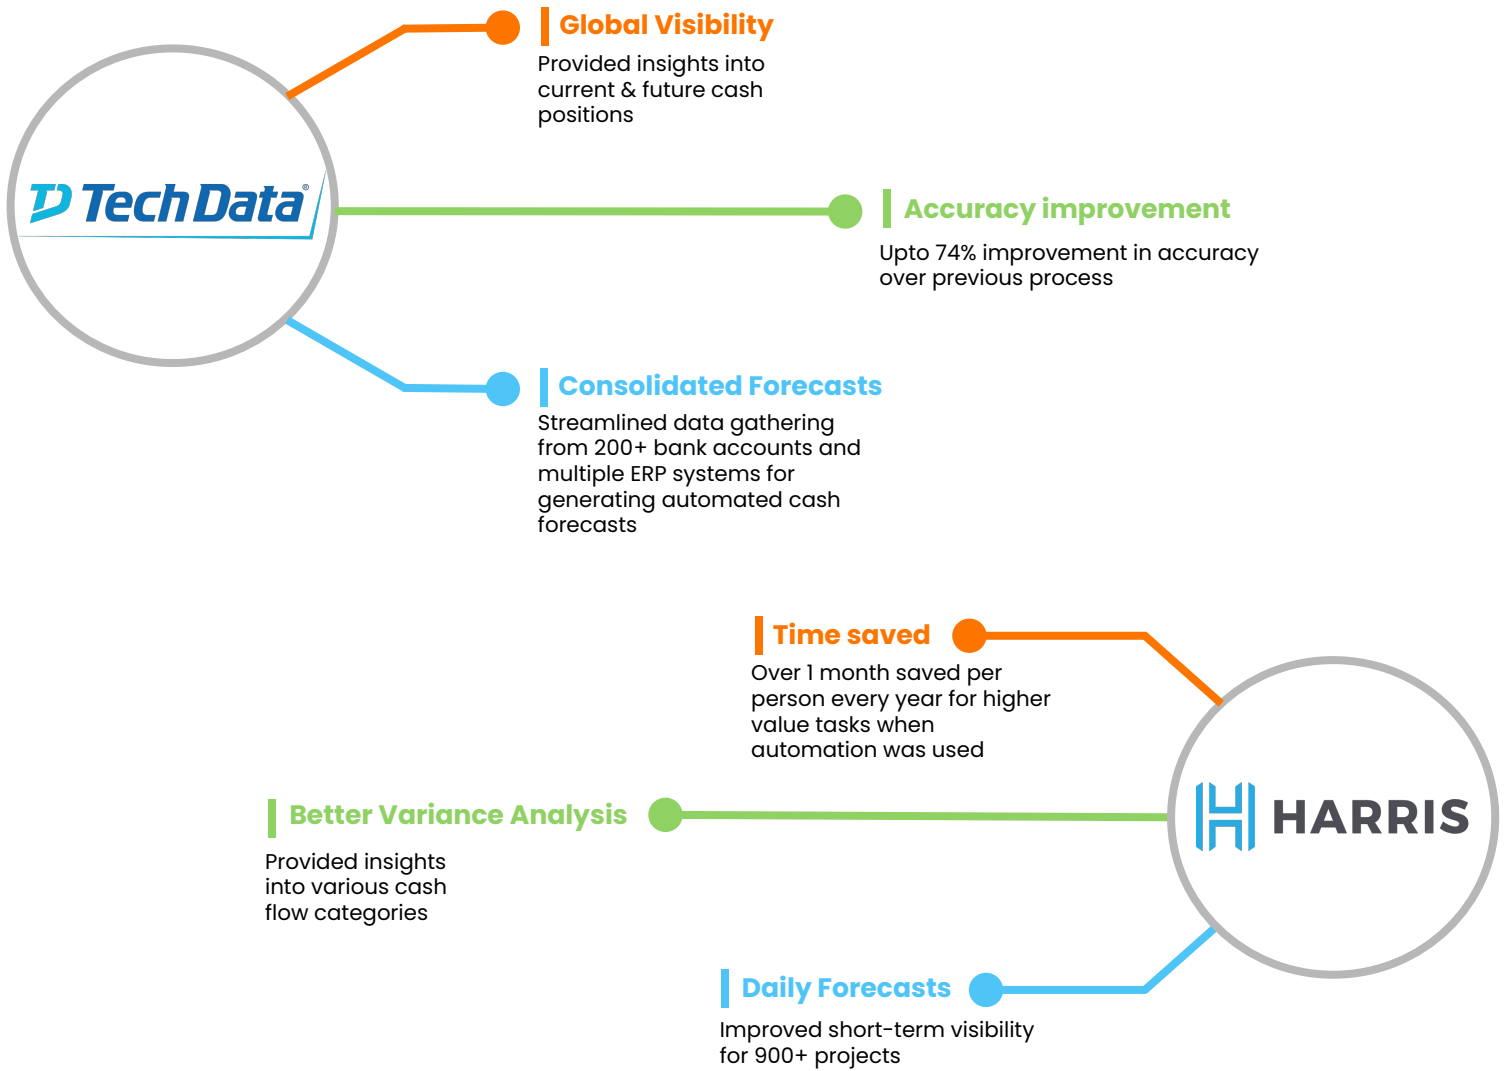 Global Visibility
Provided insights into
current & future cash
positions
TD Tech Data®
Accuracy improvement
Upto 74% improvement in accuracy
over previous process
Consolidated Forecasts
Streamlined data gathering
from 200+ bank accounts and
multiple ERP systems for
generating automated cash
forecasts
Time saved
Over 1 month saved per
person every year for higher
value tasks when
automation was used
Better Variance Analysis
Provided insights
into various cash
flow categories
HARRIS
Daily Forecasts
Improved short-term visibility
for 900+ projects